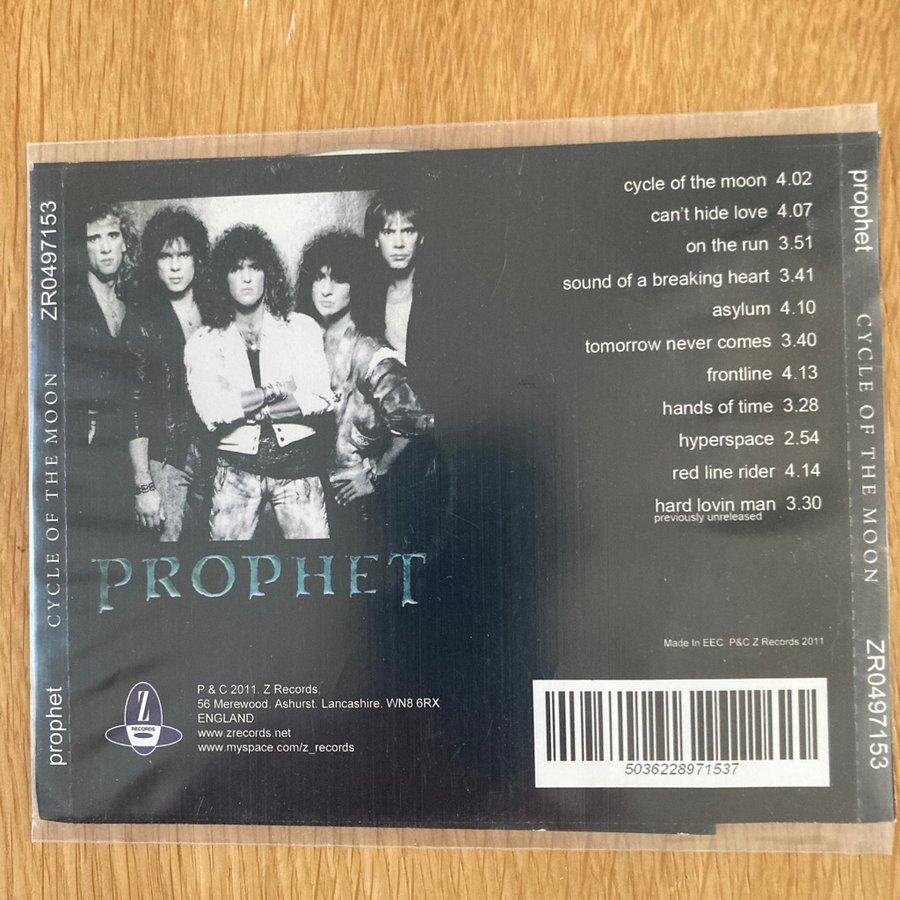 prophet CYCLE OF THE MOON ZR0497153
cycle of the moon 4.02
can't hide love 4.07
on the run 3.51
sound of a breaking heart 3.41
asylum 4.10
tomorrow never comes 3.40
frontline 4.13
hands of time 3.28
hyperspace 2.54
red line rider 4.14
hard lovin man 3.30
previously unreleased
PROPHET
Made In EEC P&C Z Records 2011
Z
RECORDS
P & C 2011. Z Records,
56 Merewood. Ashurst. Lancashire. WN8 6RX
ENGLAND
www.zrecords.net
www.myspace.com/z_records
5036228971537
prophet CYCLE OF THE MOON ZR0497153